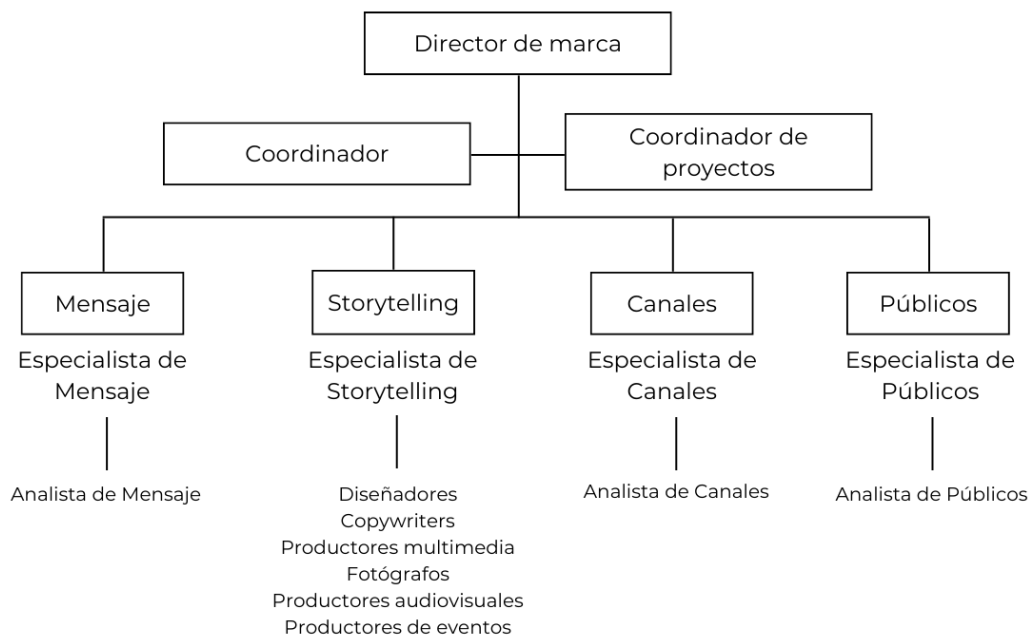 Director de marca
Coordinador
Coordinador de
proyectos
Mensaje
Storytelling
Canales
Públicos
Especialista de
Mensaje
Especialista de
Storytelling
Especialista de
Canales
Especialista de
Públicos
Analista de Mensaje
Diseñadores
Copywriters
Productores multimedia
Fotógrafos
Productores audiovisuales
Productores de eventos
Analista de Canales
Analista de Públicos